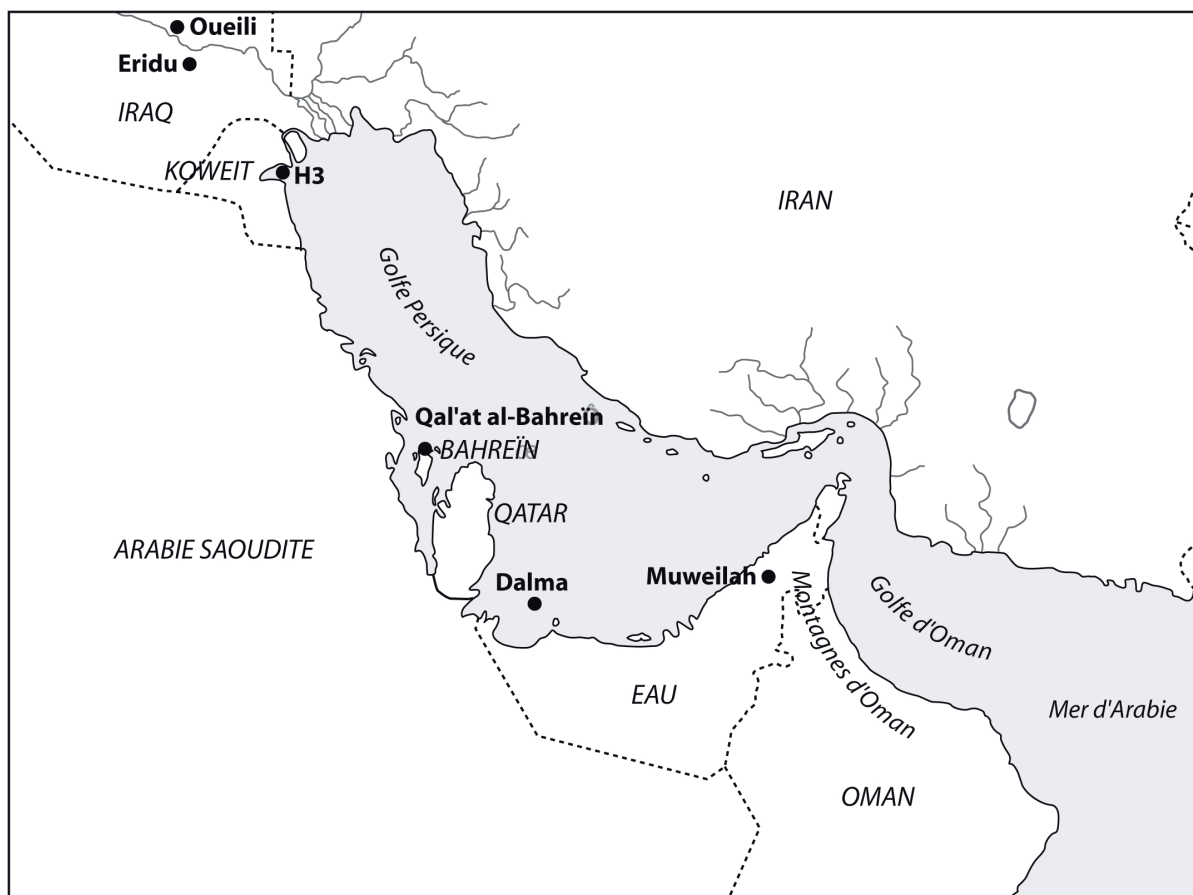 Oueili
Eridu
IRAQ
KOWEIT
H3
IRAN
Golfe Persique
Qal'at al-Bahreïn
BAHREÏN
QATAR
ARABIE SAOUDITE
Dalma
Muweilah
Montagnes d'Oman
Golfe d'Oman
EAU
Mer d'Arabie
OMAN